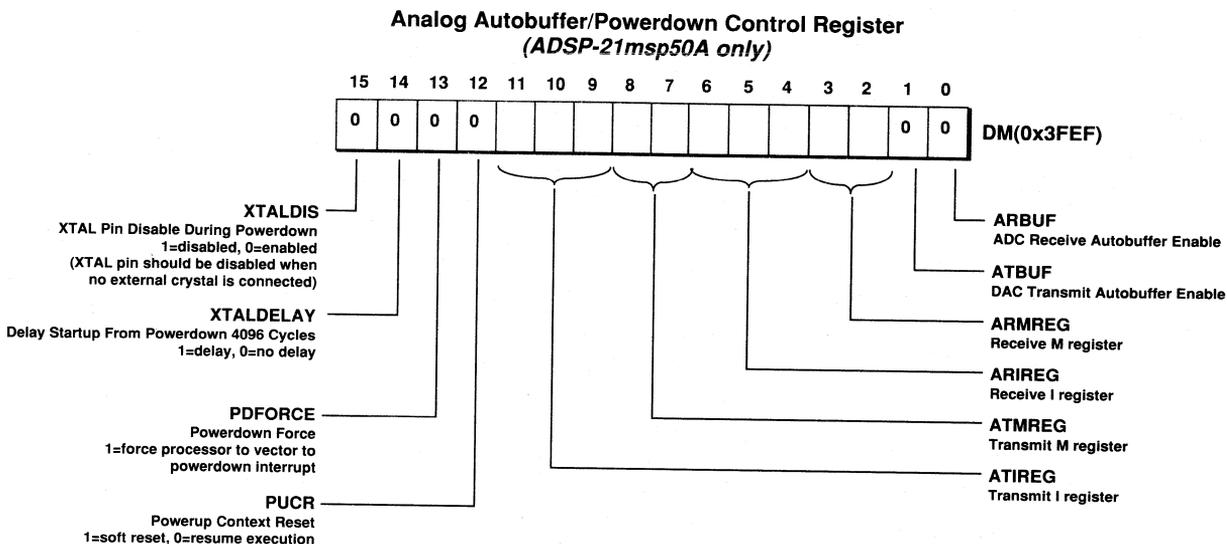 Analog Autobuffer/Powerdown Control Register
(ADSP-21msp50A only)
15 14 13 12 11 10 9 8 7 6 5 4 3 2 1 0
0 0 0 0 0 0 DM(0x3FEF)
XTALDIS
XTAL Pin Disable During Powerdown
1=disabled, 0=enabled
(XTAL pin should be disabled when
no external crystal is connected)
XTALDELAY
Delay Startup From Powerdown 4096 Cycles
1=delay, 0=no delay
PDFORCE
Powerdown Force
1=force processor to vector to
powerdown interrupt
PUCR
Powerup Context Reset
1=soft reset, 0=resume execution
ARBUF
ADC Receive Autobuffer Enable
ATBUF
DAC Transmit Autobuffer Enable
ARMREG
Receive M register
ARIREG
Receive I register
ATMREG
Transmit M register
ATIREG
Transmit I register